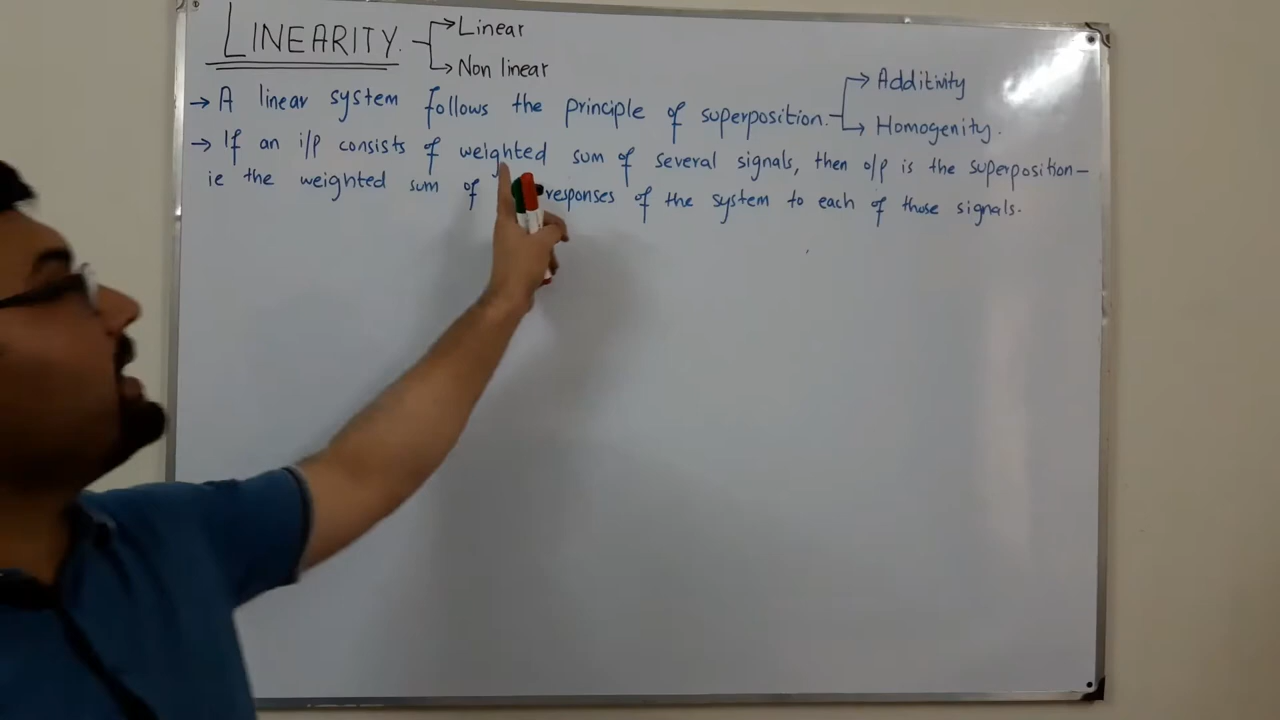 LINEARITY. → Linear
→ Non linear
→ A linear system follows the principle of superposition. → Additivity
→ Homogenity.
→ If an i/p consists of weighted sum of several signals, then o/p is the superposition –
ie the weighted sum of responses of the system to each of those signals.